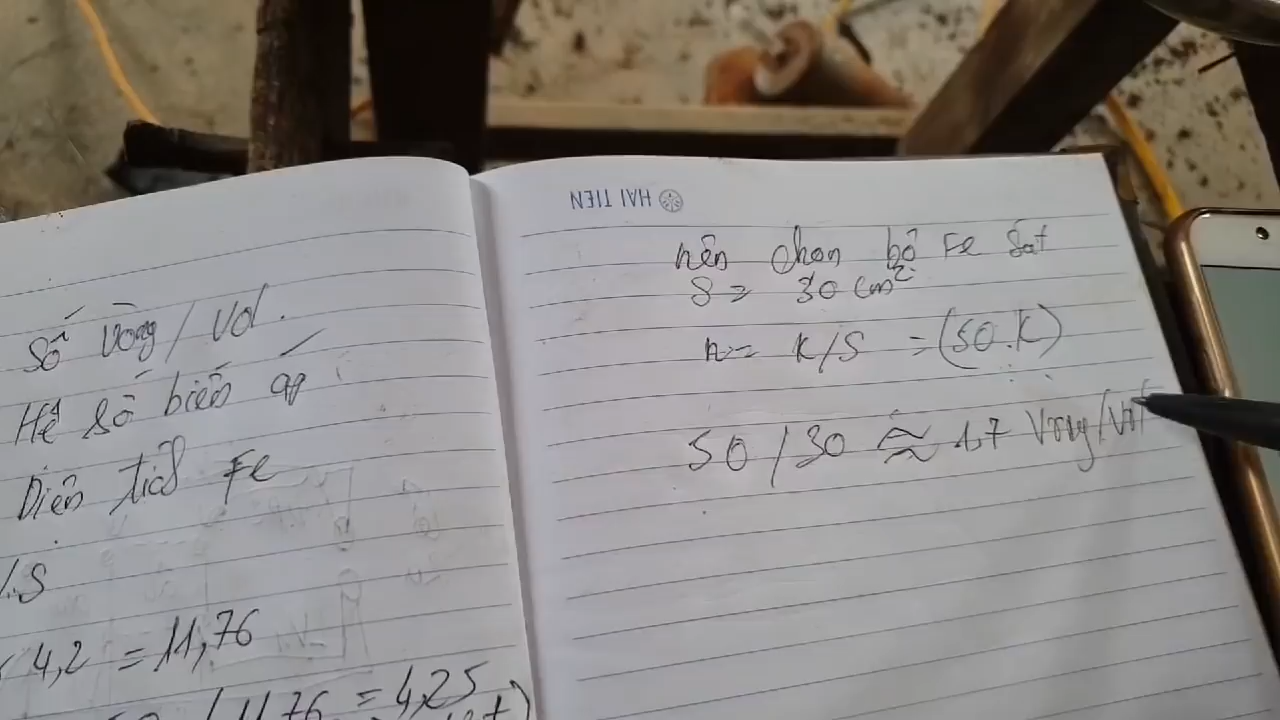 Số vòng / Vol.
Hệ số biến áp
Diện tích Fe
/.S
4,2 = 11,76
/ 11,76 = 4,25
HAI TIEN
nên chọn bộ Fe Sat
S = 30 cm²
n = K/S = (50.K)
50/30 ≈ 1,7 Vòng/Vol